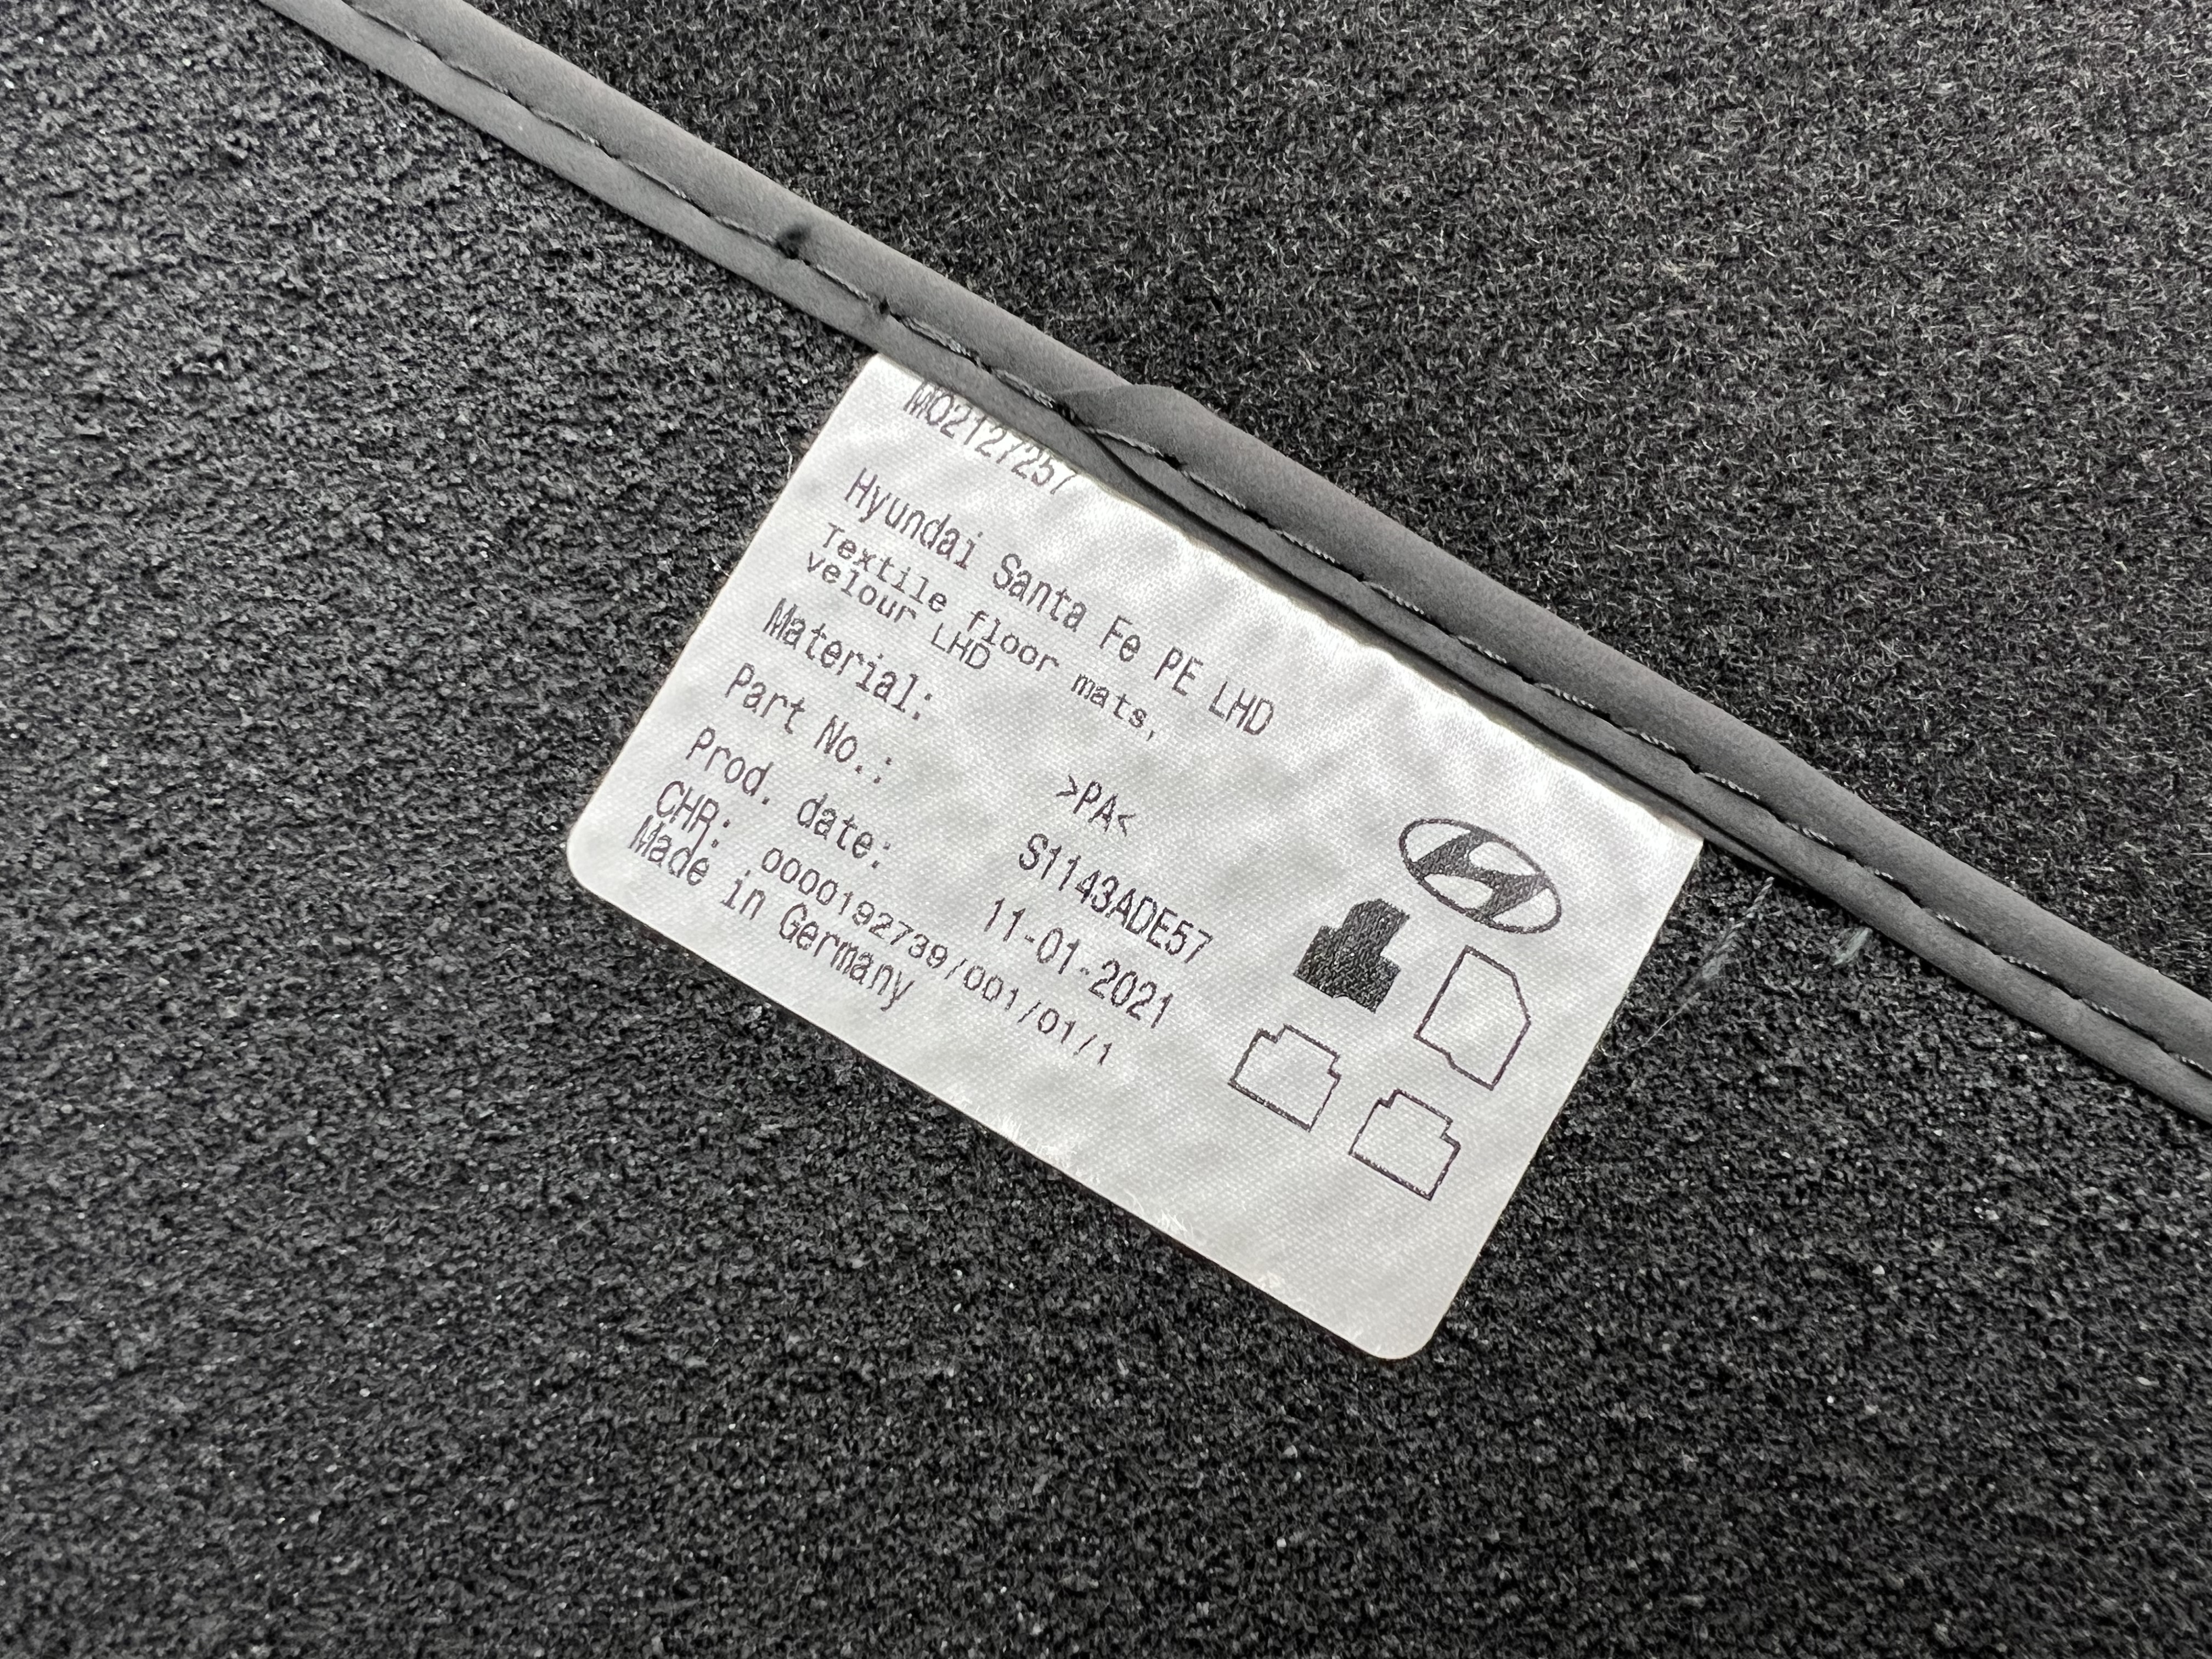 M02127257
Hyundai Santa Fe PE LHD
Textile floor mats,
velour LHD
Material: >PA<
Part No.: S1143ADE57
Prod. date: 11-01-2021
CHR: 0000192739/001/01/1
Made in Germany